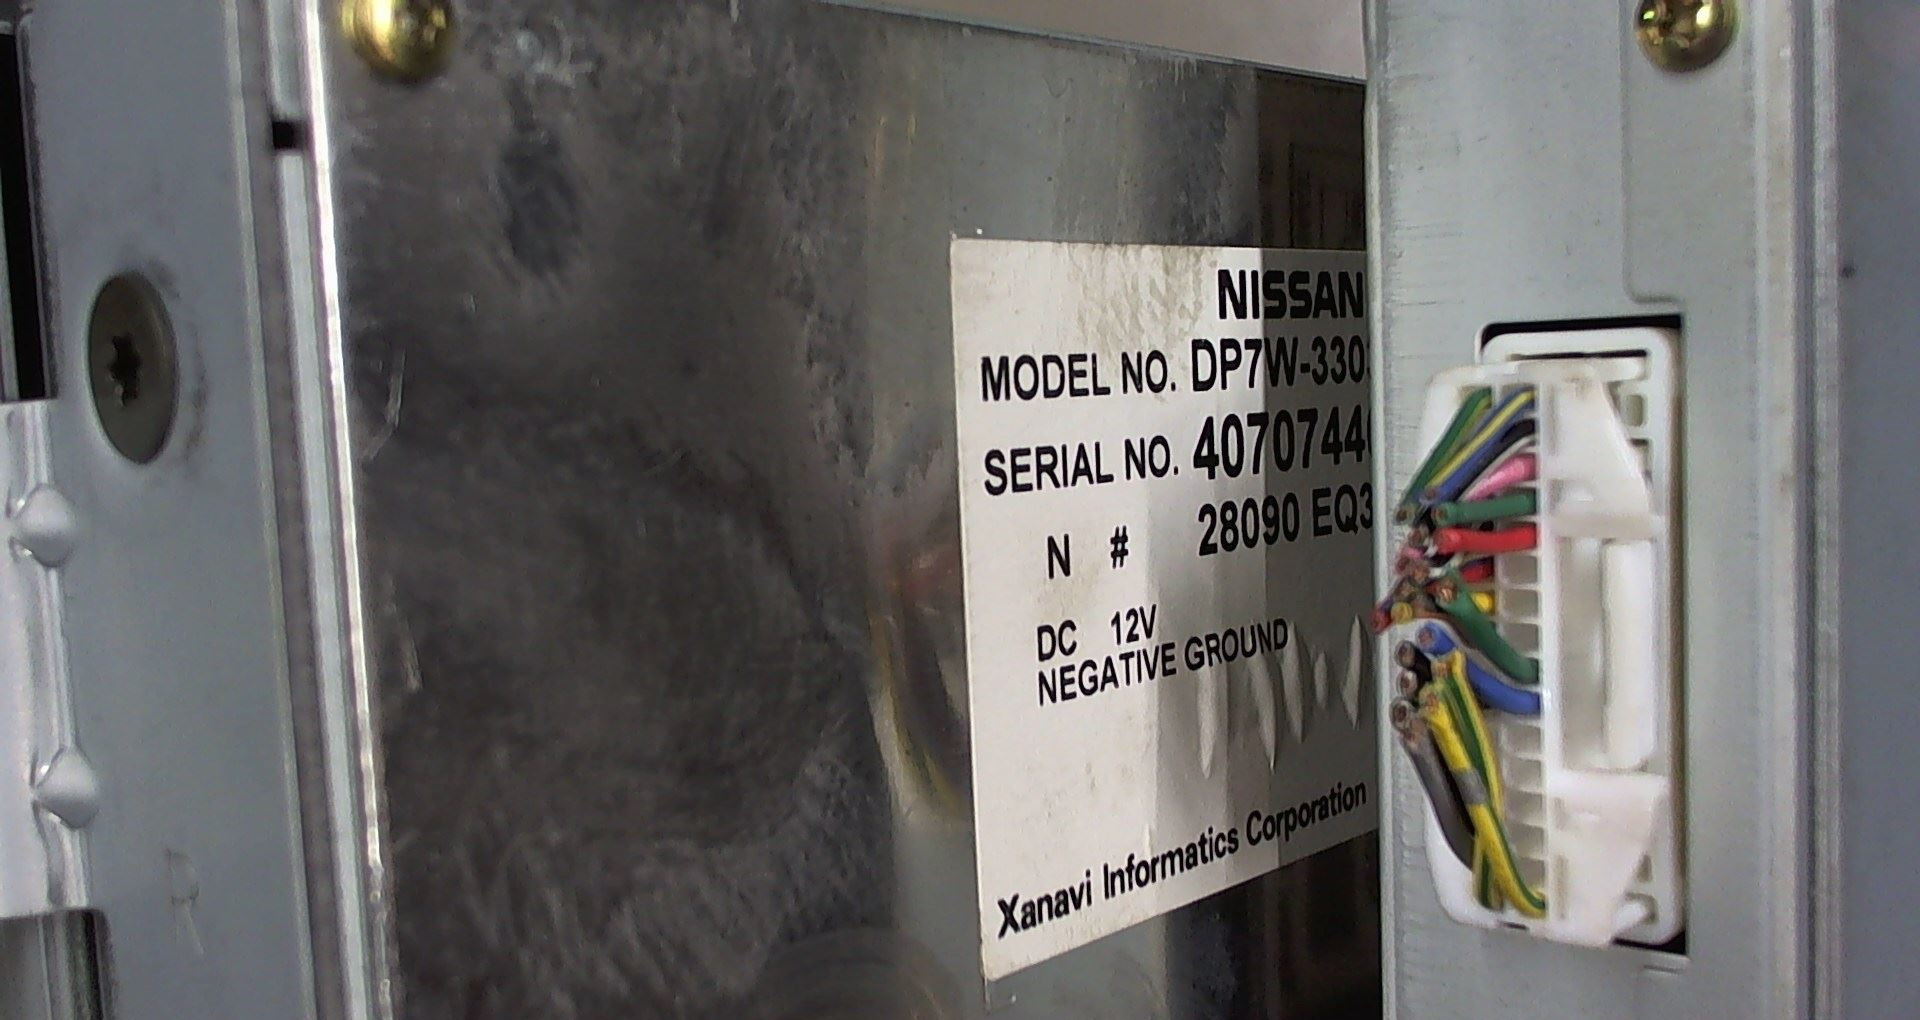 NISSAN
MODEL NO. DP7W-330
SERIAL NO. 4070744
N # 28090 EQ3
DC 12V
NEGATIVE GROUND
Xanavi Informatics Corporation